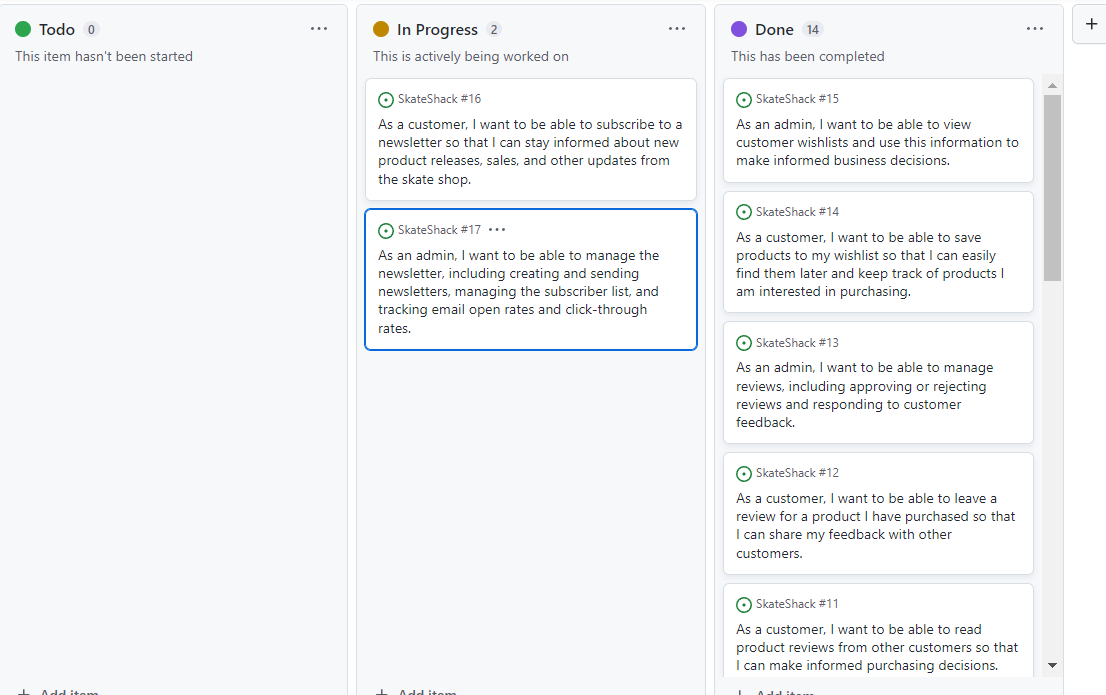 Todo 0
This item hasn't been started
Add item
In Progress 2
This is actively being worked on
SkateShack #16
As a customer, I want to be able to subscribe to a
newsletter so that I can stay informed about new
product releases, sales, and other updates from
the skate shop.
SkateShack #17
As an admin, I want to be able to manage the
newsletter, including creating and sending
newsletters, managing the subscriber list, and
tracking email open rates and click-through
rates.
Add item
Done 14
This has been completed
SkateShack #15
As an admin, I want to be able to view
customer wishlists and use this information to
make informed business decisions.
SkateShack #14
As a customer, I want to be able to save
products to my wishlist so that I can easily
find them later and keep track of products I
am interested in purchasing.
SkateShack #13
As an admin, I want to be able to manage
reviews, including approving or rejecting
reviews and responding to customer
feedback.
SkateShack #12
As a customer, I want to be able to leave a
review for a product I have purchased so that
I can share my feedback with other
customers.
SkateShack #11
As a customer, I want to be able to read
product reviews from other customers so that
I can make informed purchasing decisions.
Add item